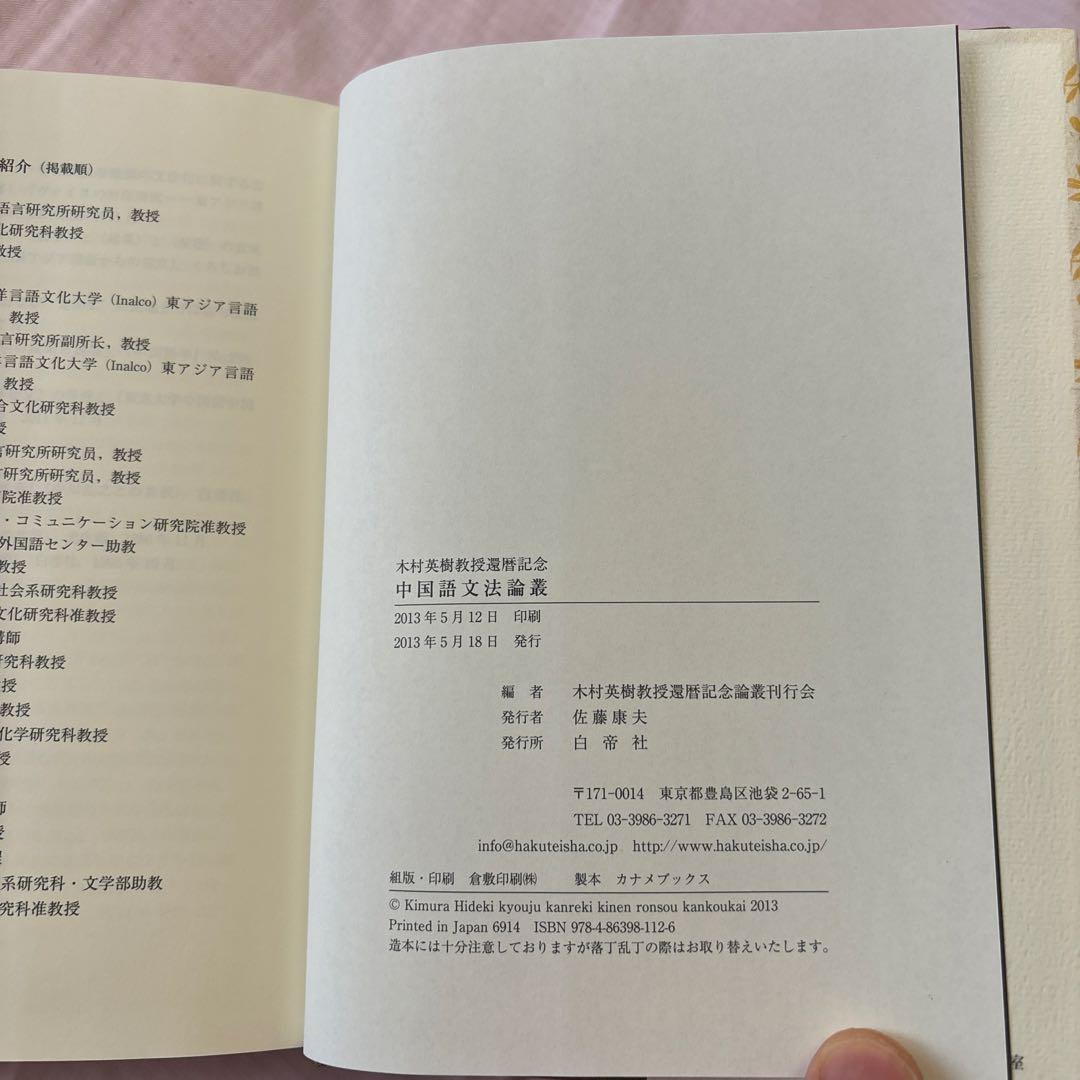 紹介（掲載順）
語言研究所研究员，教授
化研究科教授
教授
洋言語文化大学（Inalco）東アジア言語
，教授
言研究所副所长，教授
羊言語文化大学（Inalco）東アジア言語
教授
合文化研究科教授
言研究所研究员，教授
研究所研究员，教授
院准教授
・コミュニケーション研究院准教授
外国語センター助教
教授
社会系研究科教授
文化研究科准教授
講師
研究科教授
教授
化学研究科教授
系研究科・文学部助教
究科准教授
木村英樹教授還暦記念
中国語文法論叢
2013年5月12日　印刷
2013年5月18日　発行
編　者　木村英樹教授還暦記念論叢刊行会
発行者　佐藤康夫
発行所　白　帝　社
〒171-0014　東京都豊島区池袋2-65-1
TEL 03-3986-3271　FAX 03-3986-3272
info@hakuteisha.co.jp　http://www.hakuteisha.co.jp/
組版・印刷　倉敷印刷㈱　　製本　カナメブックス
© Kimura Hideki kyouju kanreki kinen ronsou kankoukai 2013
Printed in Japan 6914　ISBN 978-4-86398-112-6
造本には十分注意しておりますが落丁乱丁の際はお取り替えいたします。
室